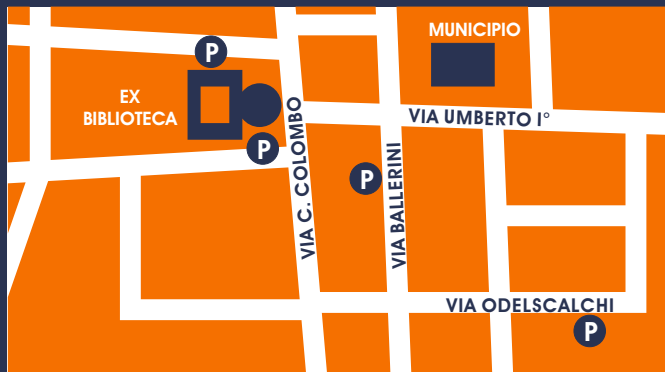 MUNICIPIO
P
EX
BIBLIOTECA
VIA UMBERTO I°
P
VIA C. COLOMBO
P
VIA BALLERINI
VIA ODELSCALCHI
P